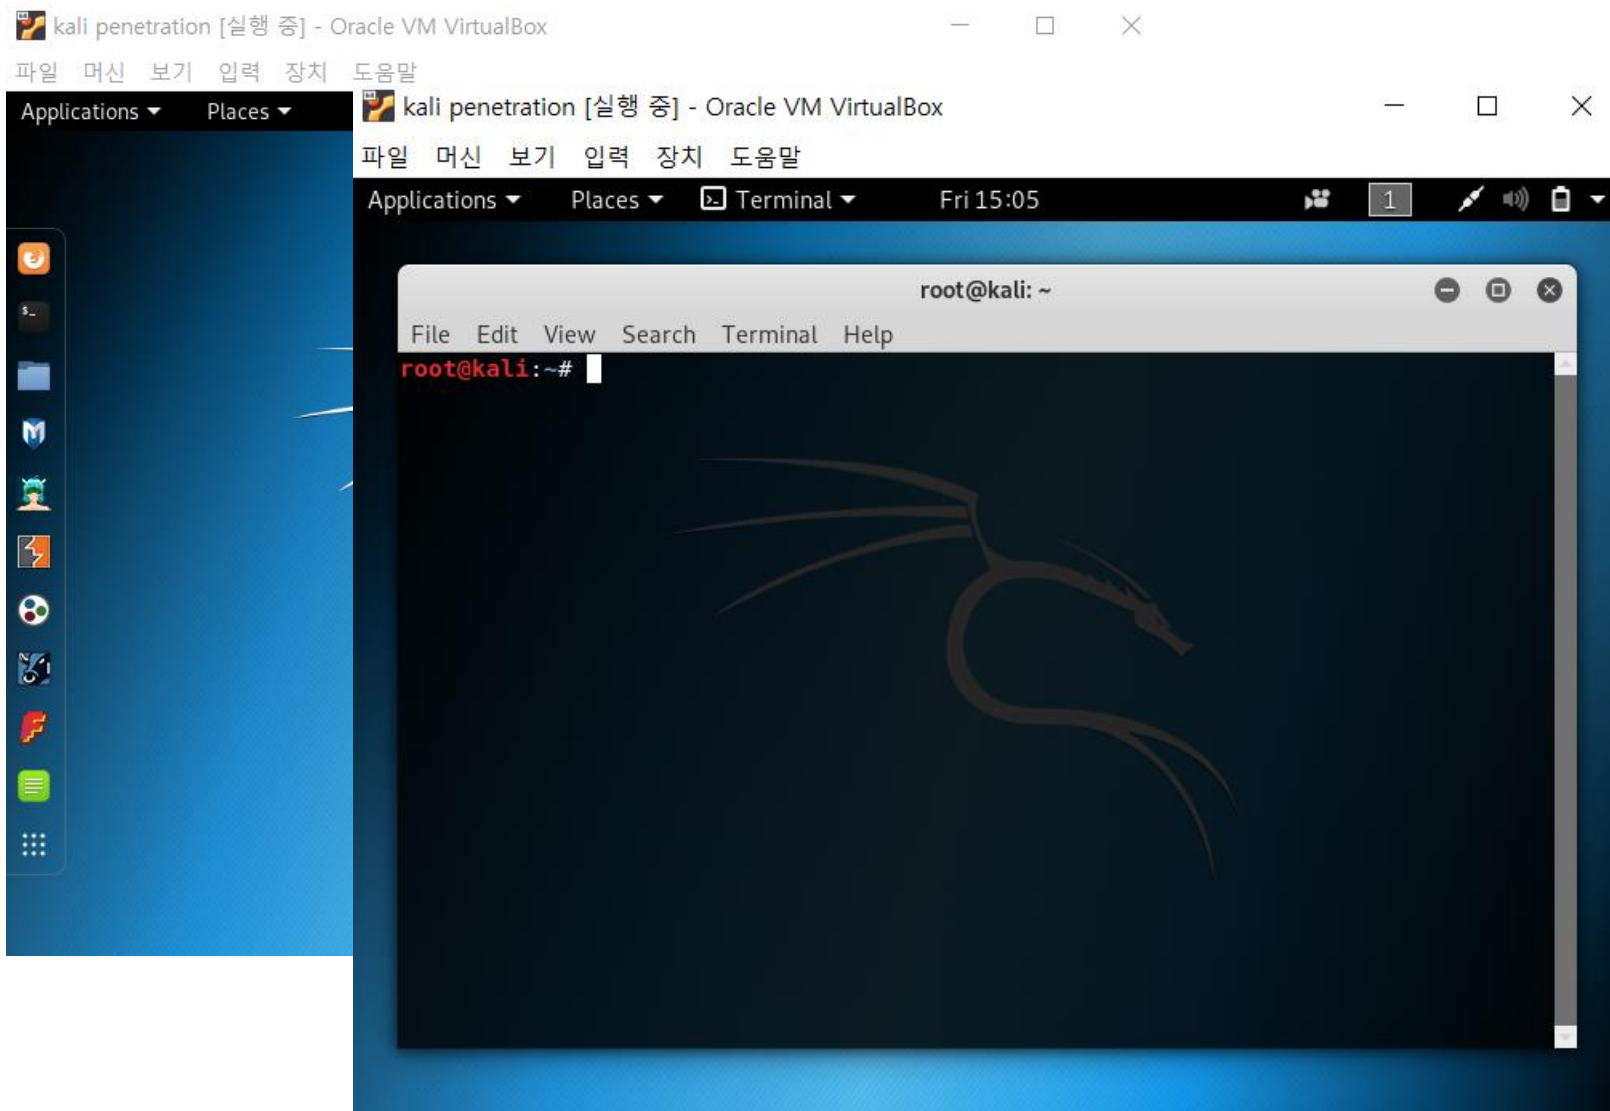 kali penetration [실행 중] - Oracle VM VirtualBox
파일 머신 보기 입력 장치 도움말
Applications Places
kali penetration [실행 중] - Oracle VM VirtualBox
파일 머신 보기 입력 장치 도움말
Applications Places Terminal Fri 15:05 1
root@kali: ~
File Edit View Search Terminal Help
root@kali:~#